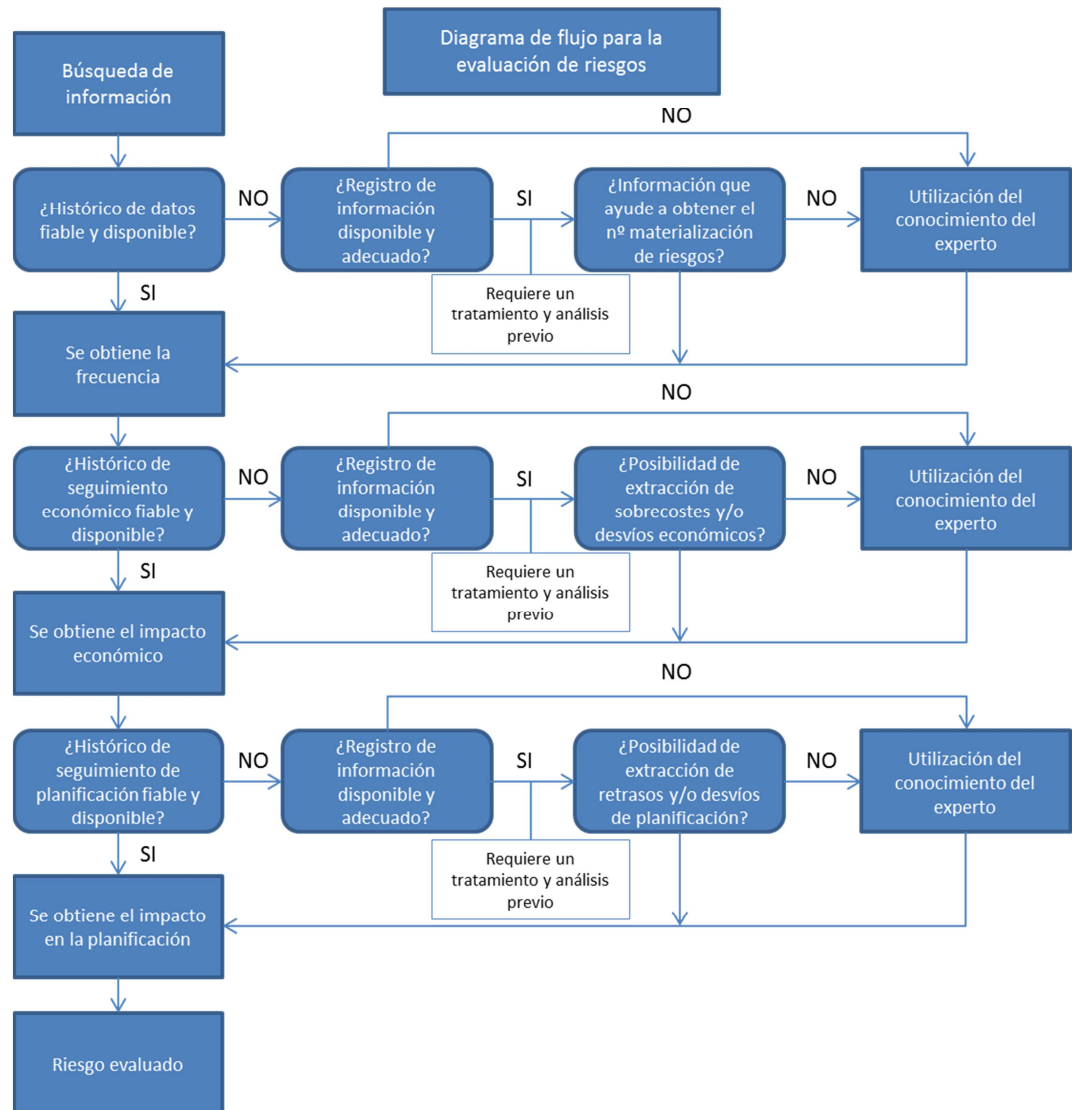 Diagrama de flujo para la
evaluación de riesgos
Búsqueda de
información
NO
¿Histórico de datos
fiable y disponible?
NO
¿Registro de
información
disponible y
adecuado?
SI
¿Información que
ayude a obtener el
nº materialización
de riesgos?
NO
Utilización del
conocimiento del
experto
SI
Requiere un
tratamiento y análisis
previo
Se obtiene la
frecuencia
NO
¿Histórico de
seguimiento
económico fiable y
disponible?
NO
¿Registro de
información
disponible y
adecuado?
SI
¿Posibilidad de
extracción de
sobrecostes y/o
desvíos económicos?
NO
Utilización del
conocimiento del
experto
SI
Requiere un
tratamiento y análisis
previo
Se obtiene el impacto
económico
NO
¿Histórico de
seguimiento de
planificación fiable y
disponible?
NO
¿Registro de
información
disponible y
adecuado?
SI
¿Posibilidad de
extracción de
retrasos y/o desvíos
de planificación?
NO
Utilización del
conocimiento del
experto
SI
Requiere un
tratamiento y análisis
previo
Se obtiene el impacto
en la planificación
Riesgo evaluado